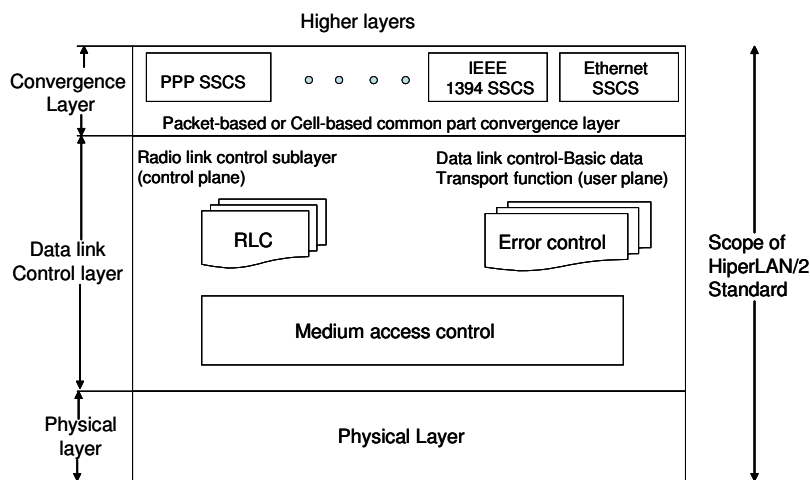 Higher layers
Convergence
Layer
PPP SSCS
IEEE
1394 SSCS
Ethernet
SSCS
Packet-based or Cell-based common part convergence layer
Radio link control sublayer
(control plane)
Data link control-Basic data
Transport function (user plane)
RLC
Error control
Data link
Control layer
Medium access control
Scope of
HiperLAN/2
Standard
Physical
layer
Physical Layer